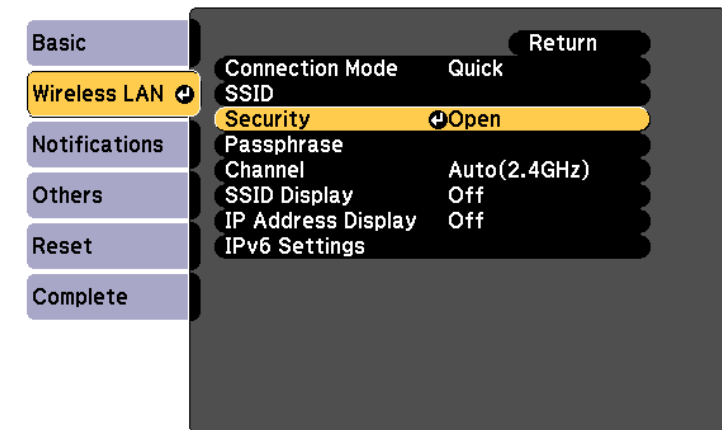 Basic
Wireless LAN
Notifications
Others
Reset
Complete
Return
Connection Mode Quick
SSID
Security Open
Passphrase
Channel Auto(2.4GHz)
SSID Display Off
IP Address Display Off
IPv6 Settings